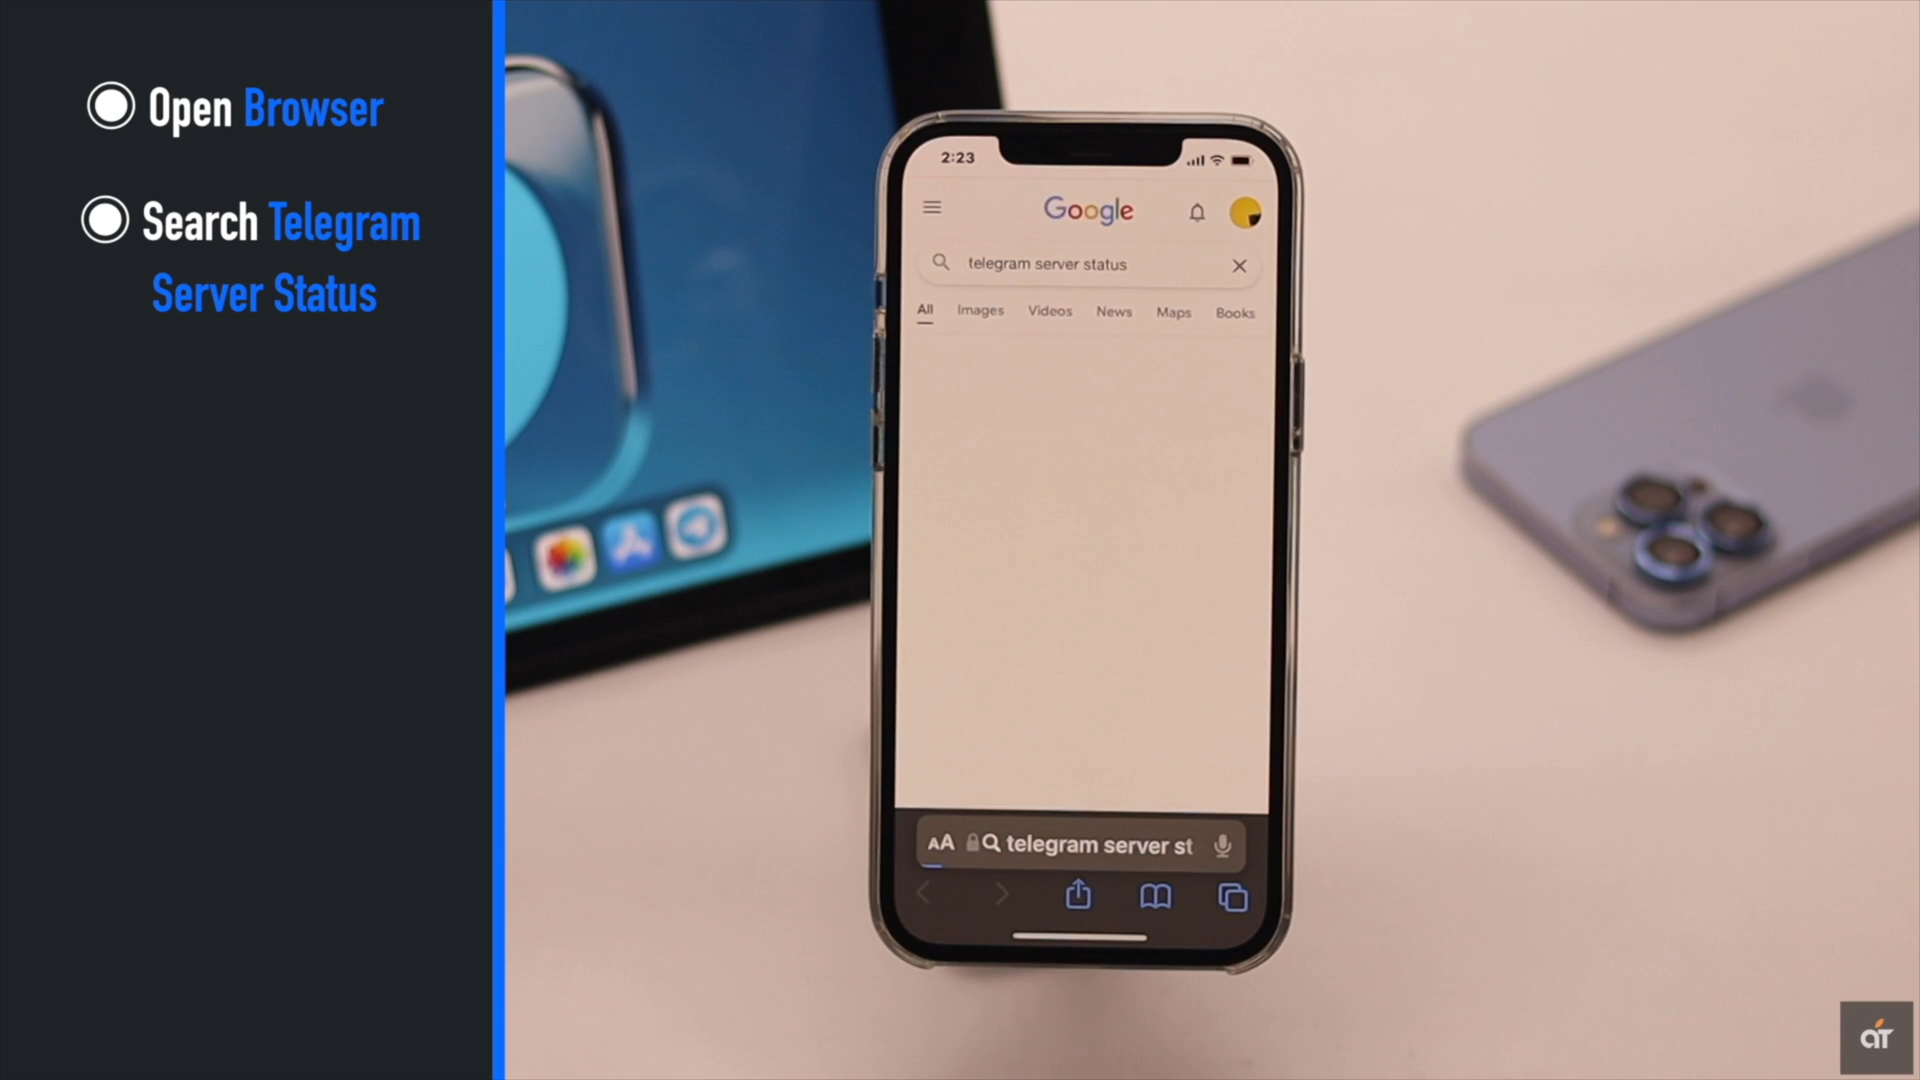 Open Browser
Search Telegram
Server Status
2:23
Google
telegram server status
All Images Videos News Maps Books
AA telegram server st
aT